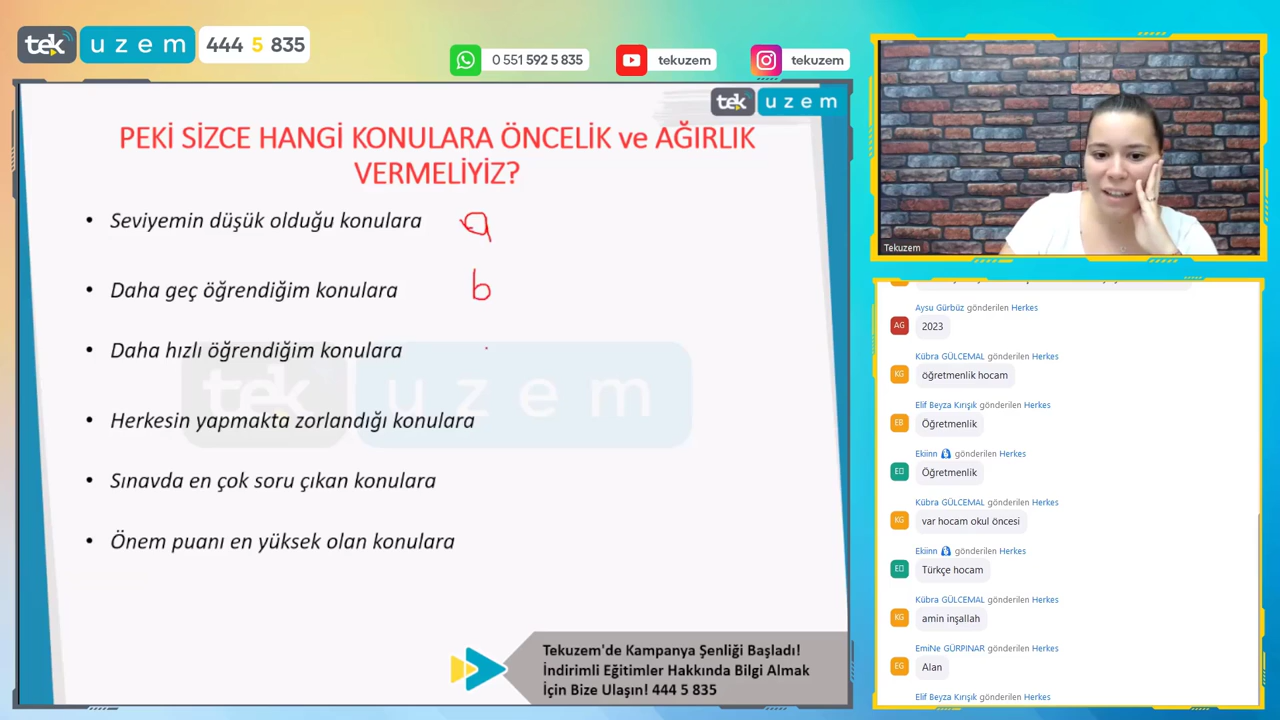 tek uzem 444 5 835
0 551 592 5 835
tekuzem
tekuzem
tek uzem
PEKİ SİZCE HANGİ KONULARA ÖNCELİK ve AĞIRLIK
VERMELİYİZ?
• Seviyemin düşük olduğu konulara a
• Daha geç öğrendiğim konulara b
• Daha hızlı öğrendiğim konulara
tek uzem
• Herkesin yapmakta zorlandığı konulara
• Sınavda en çok soru çıkan konulara
• Önem puanı en yüksek olan konulara
Tekuzem'de Kampanya Şenliği Başladı!
İndirimli Eğitimler Hakkında Bilgi Almak
İçin Bize Ulaşın! 444 5 835
Tekuzem
Aysu Gürbüz gönderilen Herkes
AG 2023
Kübra GÜLCEMAL gönderilen Herkes
KG öğretmenlik hocam
Elif Beyza Kırışık gönderilen Herkes
EB Öğretmenlik
Ekiinn gönderilen Herkes
Öğretmenlik
Kübra GÜLCEMAL gönderilen Herkes
KG var hocam okul öncesi
Ekiinn gönderilen Herkes
Türkçe hocam
Kübra GÜLCEMAL gönderilen Herkes
KG amin inşallah
EmiNe GÜRPINAR gönderilen Herkes
EG Alan
Elif Beyza Kırışık gönderilen Herkes